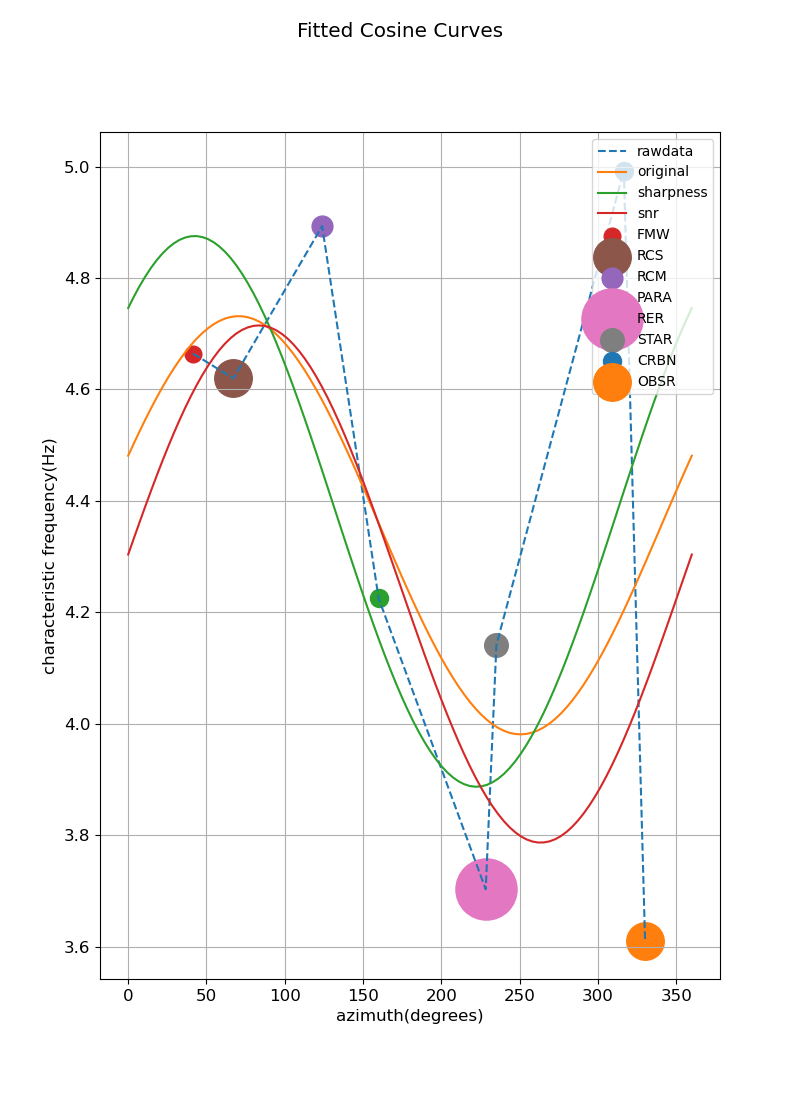 Fitted Cosine Curves
5.0
4.8
4.6
4.4
4.2
4.0
3.8
3.6
characteristic frequency(Hz)
rawdata
original
sharpness
snr
FMW
RCS
RCM
PARA
RER
STAR
CRBN
OBSR
0 50 100 150 200 250 300 350
azimuth(degrees)